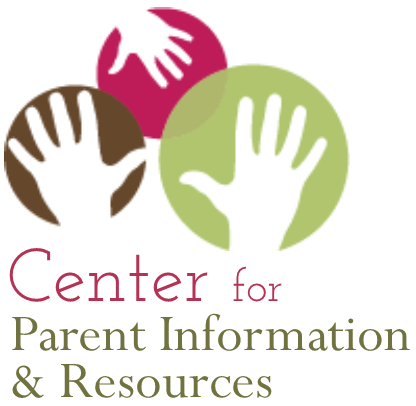 Center for
Parent Information
& Resources